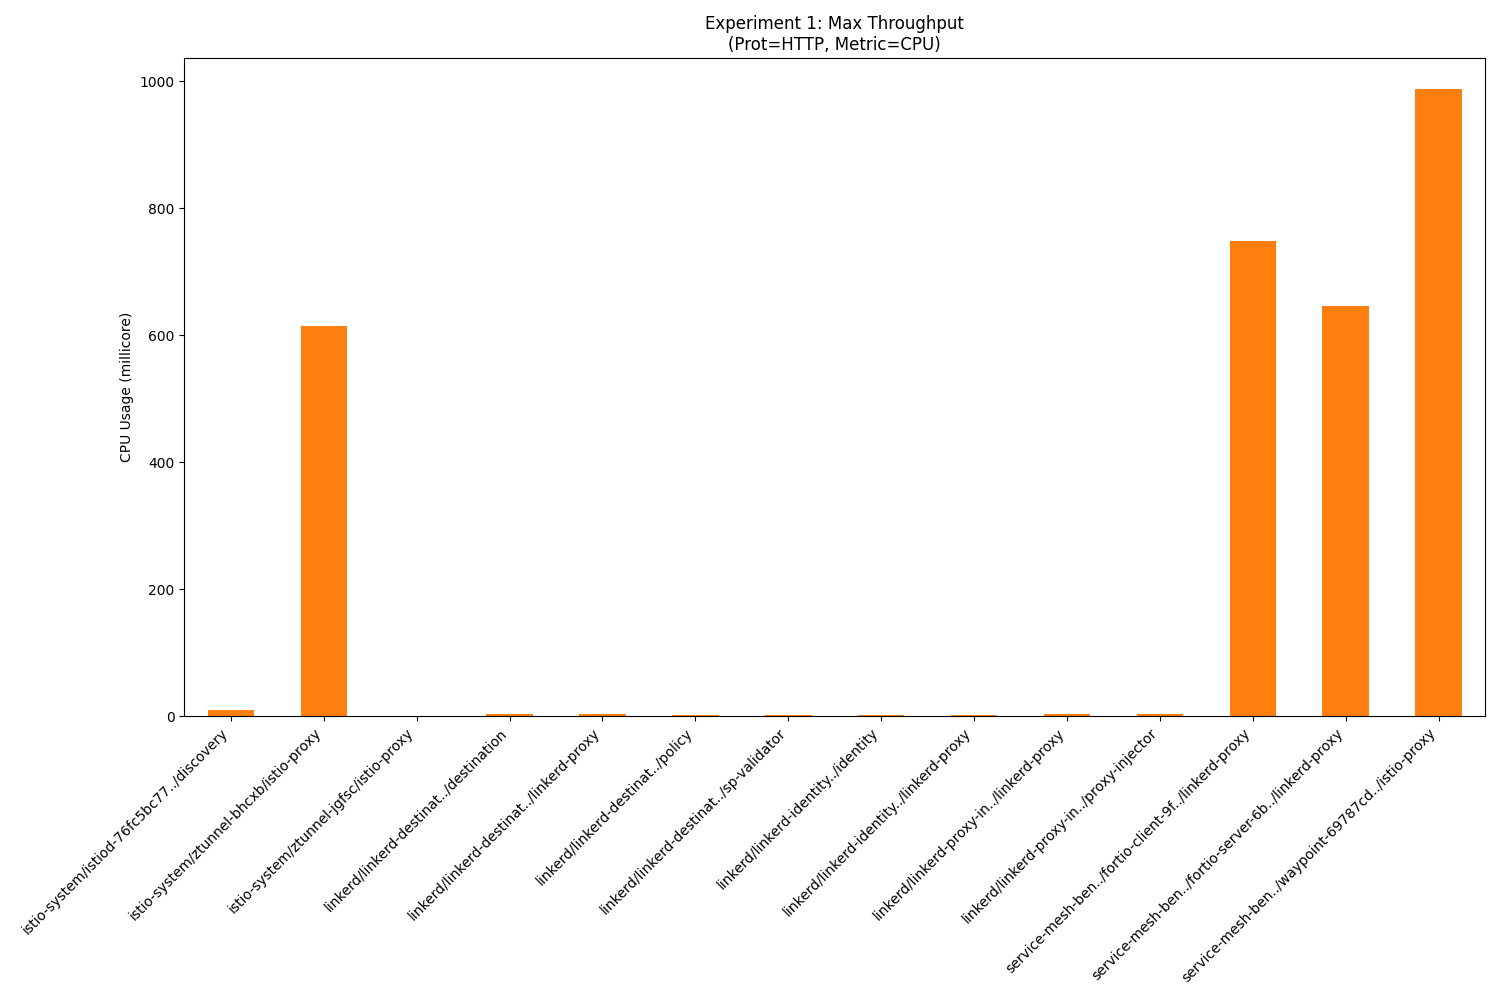 Experiment 1: Max Throughput
(Prot=HTTP, Metric=CPU)
CPU Usage (millicore)
1000
800
600
400
200
0
istio-system/istiod-76fc5bc77../discovery
istio-system/ztunnel-bhcxb/istio-proxy
istio-system/ztunnel-jgfsc/istio-proxy
linkerd/linkerd-destinat../destination
linkerd/linkerd-destinat../linkerd-proxy
linkerd/linkerd-destinat../policy
linkerd/linkerd-destinat../sp-validator
linkerd/linkerd-identity../identity
linkerd/linkerd-identity../linkerd-proxy
linkerd/linkerd-proxy-in../linkerd-proxy
linkerd/linkerd-proxy-in../proxy-injector
service-mesh-ben../fortio-client-9f../linkerd-proxy
service-mesh-ben../fortio-server-6b../linkerd-proxy
service-mesh-ben../waypoint-69787cd../istio-proxy